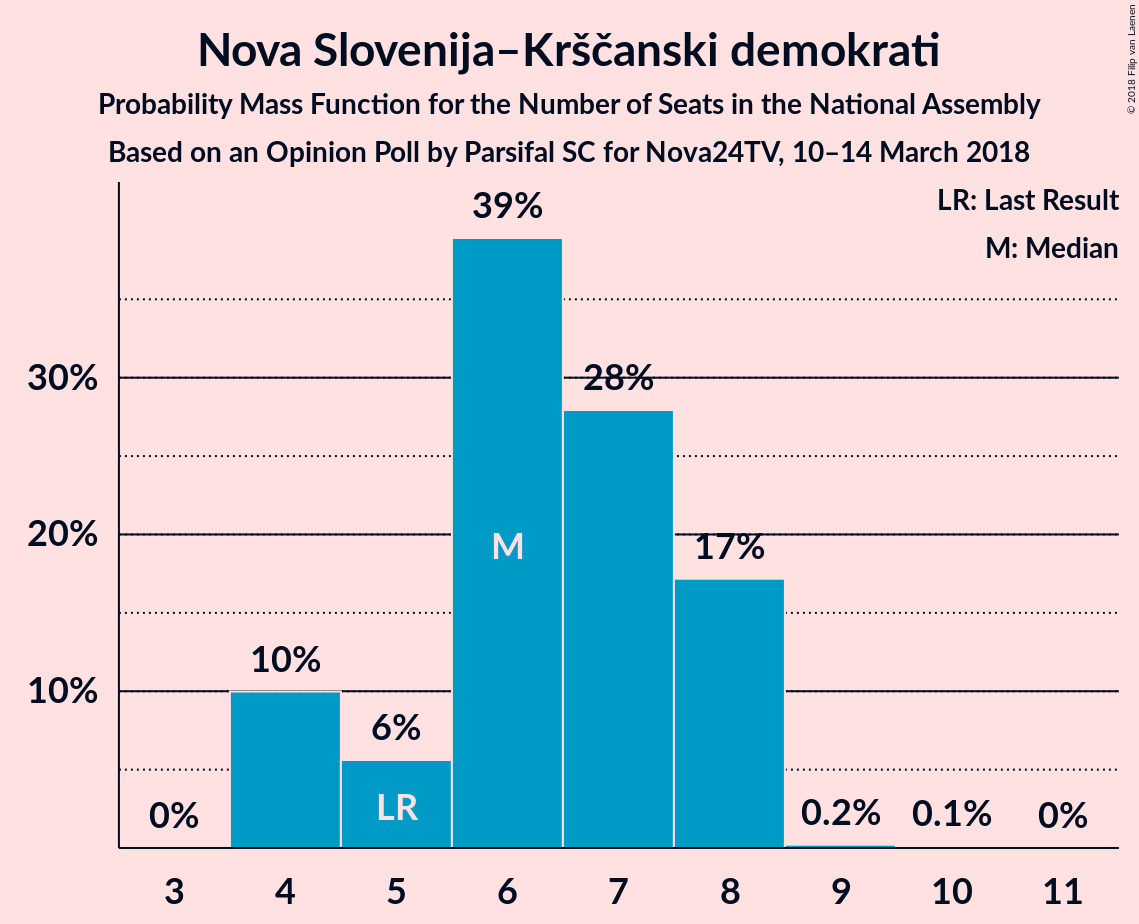 Nova Slovenija–Krščanski demokrati
Probability Mass Function for the Number of Seats in the National Assembly
Based on an Opinion Poll by Parsifal SC for Nova24TV, 10–14 March 2018
© 2018 Filip van Laenen
LR: Last Result
M: Median
39%
30%
28%
20%
M
17%
10%
10%
6%
LR
0%
0.2%
0.1%
0%
3 4 5 6 7 8 9 10 11